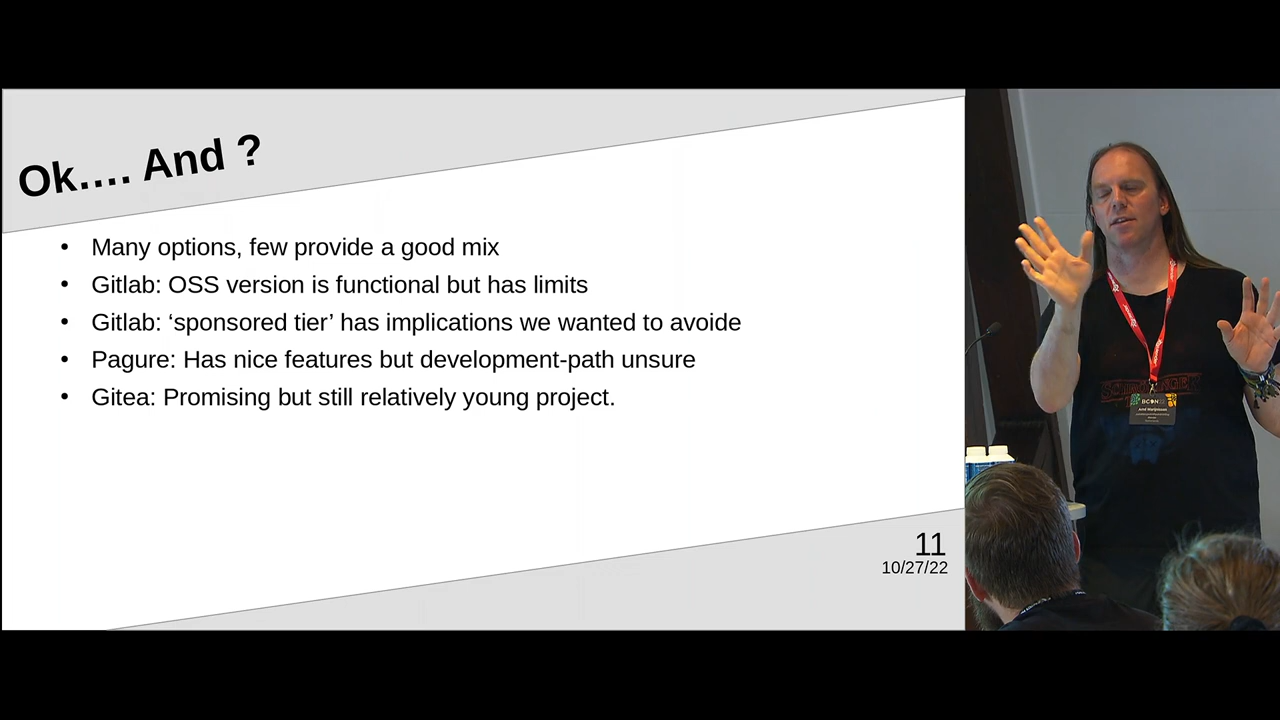 Ok…. And ?
• Many options, few provide a good mix
• Gitlab: OSS version is functional but has limits
• Gitlab: ‘sponsored tier’ has implications we wanted to avoide
• Pagure: Has nice features but development-path unsure
• Gitea: Promising but still relatively young project.
11
10/27/22
BCON